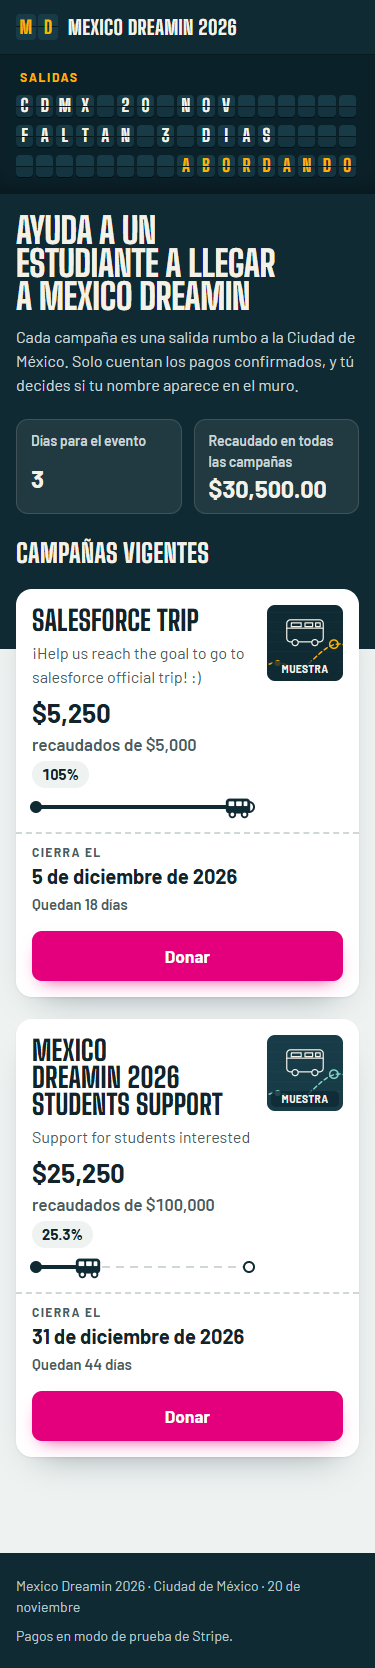 MD MEXICO DREAMIN 2026
SALIDAS
CDMX 20 NOV
FALTAN 3 DIAS
ABORDANDO
AYUDA A UN
ESTUDIANTE A LLEGAR
A MEXICO DREAMIN
Cada campaña es una salida rumbo a la Ciudad de
México. Solo cuentan los pagos confirmados, y tú
decides si tu nombre aparece en el muro.
Días para el evento
3
Recaudado en todas
las campañas
$30,500.00
CAMPAÑAS VIGENTES
SALESFORCE TRIP
¡Help us reach the goal to go to
salesforce official trip! :)
MUESTRA
$5,250
recaudados de $5,000
105%
CIERRA EL
5 de diciembre de 2026
Quedan 18 días
Donar
MEXICO
DREAMIN 2026
STUDENTS SUPPORT
MUESTRA
Support for students interested
$25,250
recaudados de $100,000
25.3%
CIERRA EL
31 de diciembre de 2026
Quedan 44 días
Donar
Mexico Dreamin 2026 · Ciudad de México · 20 de
noviembre
Pagos en modo de prueba de Stripe.